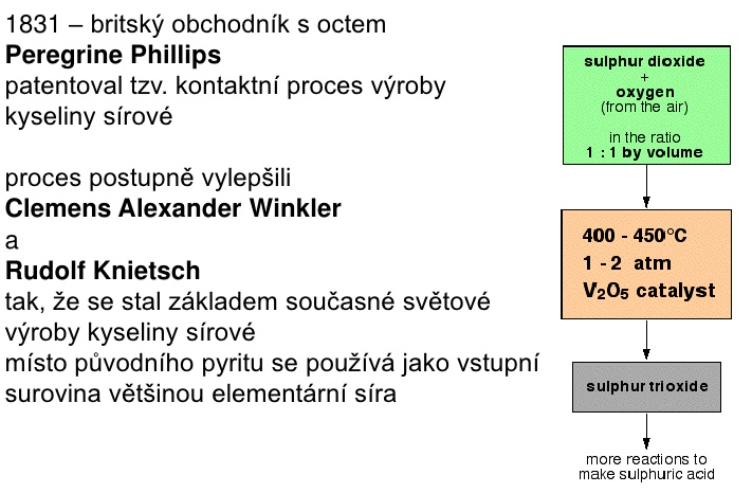 1831 – britský obchodník s octem
Peregrine Phillips
patentoval tzv. kontaktní proces výroby
kyseliny sírové
proces postupně vylepšili
Clemens Alexander Winkler
a
Rudolf Knietsch
tak, že se stal základem současné světové
výroby kyseliny sírové
místo původního pyritu se používá jako vstupní
surovina většinou elementární síra
sulphur dioxide
+
oxygen
(from the air)
in the ratio
1 : 1 by volume
400 - 450°C
1 - 2 atm
V₂O₅ catalyst
sulphur trioxide
more reactions to
make sulphuric acid